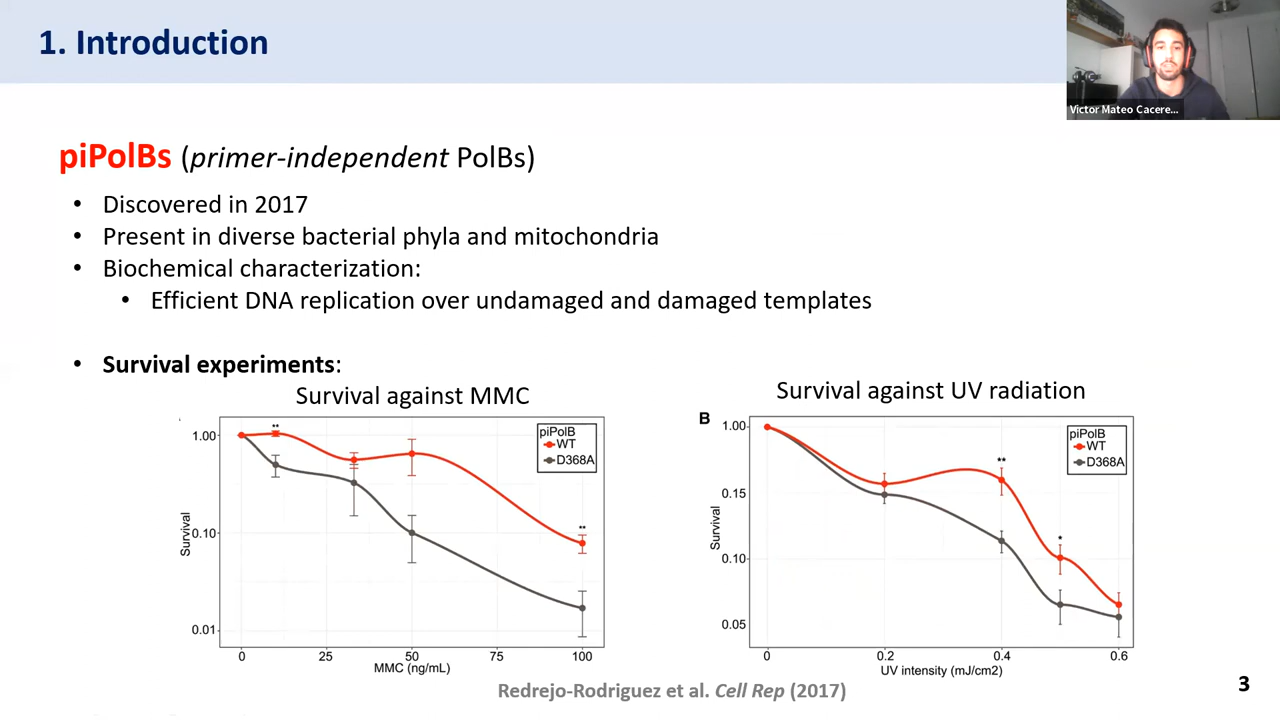 1. Introduction
Victor Mateo Cacere...
piPolBs (primer-independent PolBs)
• Discovered in 2017
• Present in diverse bacterial phyla and mitochondria
• Biochemical characterization:
• Efficient DNA replication over undamaged and damaged templates
• Survival experiments:
Survival against MMC
1.00
0.10
0.01
Survival
**
**
piPolB
WT
D368A
0 25 50 75 100
MMC (ng/mL)
Survival against UV radiation
B
1.00
0.15
0.10
0.05
Survival
**
*
piPolB
WT
D368A
0 0.2 0.4 0.6
UV intensity (mJ/cm2)
Redrejo-Rodriguez et al. Cell Rep (2017)
3